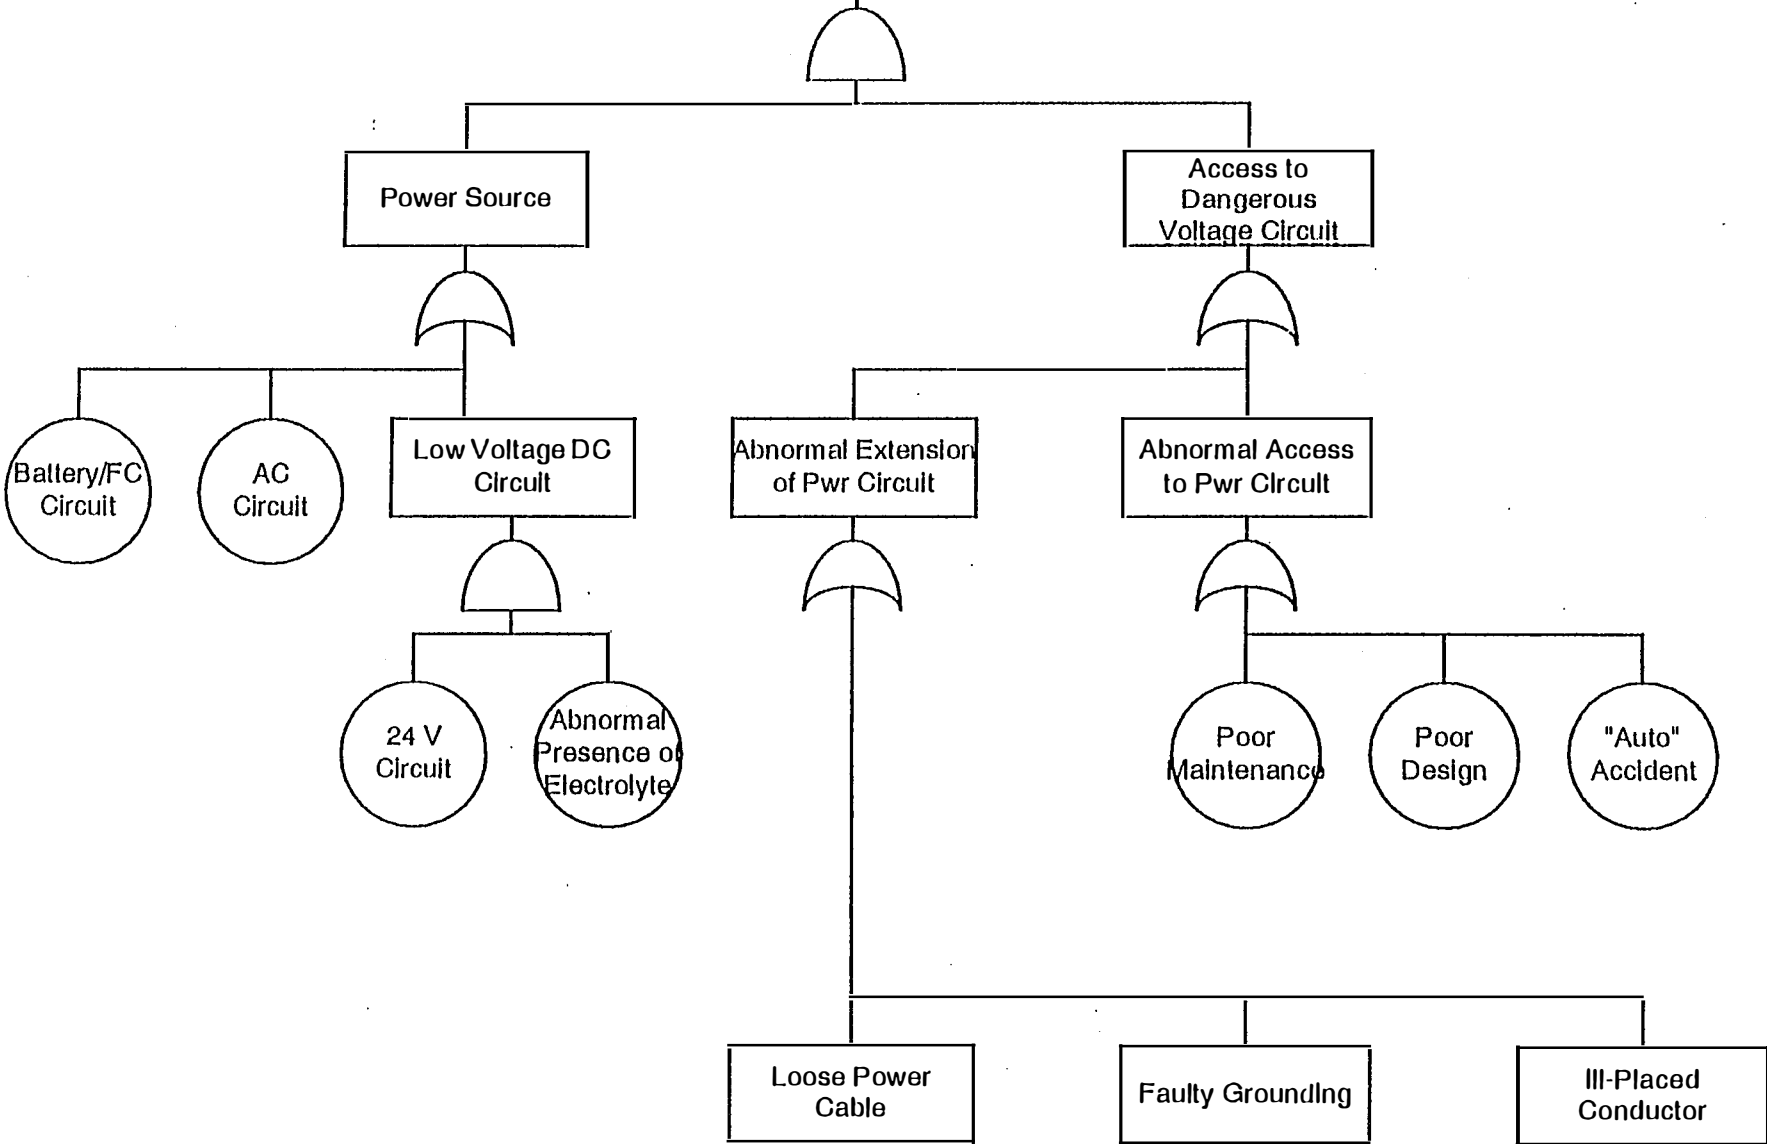 Power Source
Access to
Dangerous
Voltage Circuit
Battery/FC
Circuit
AC
Circuit
Low Voltage DC
Circuit
Abnormal Extension
of Pwr Circuit
Abnormal Access
to Pwr Circuit
24 V
Circuit
Abnormal
Presence of
Electrolyte
Poor
Maintenance
Poor
Design
"Auto"
Accident
Loose Power
Cable
Faulty Grounding
Ill-Placed
Conductor